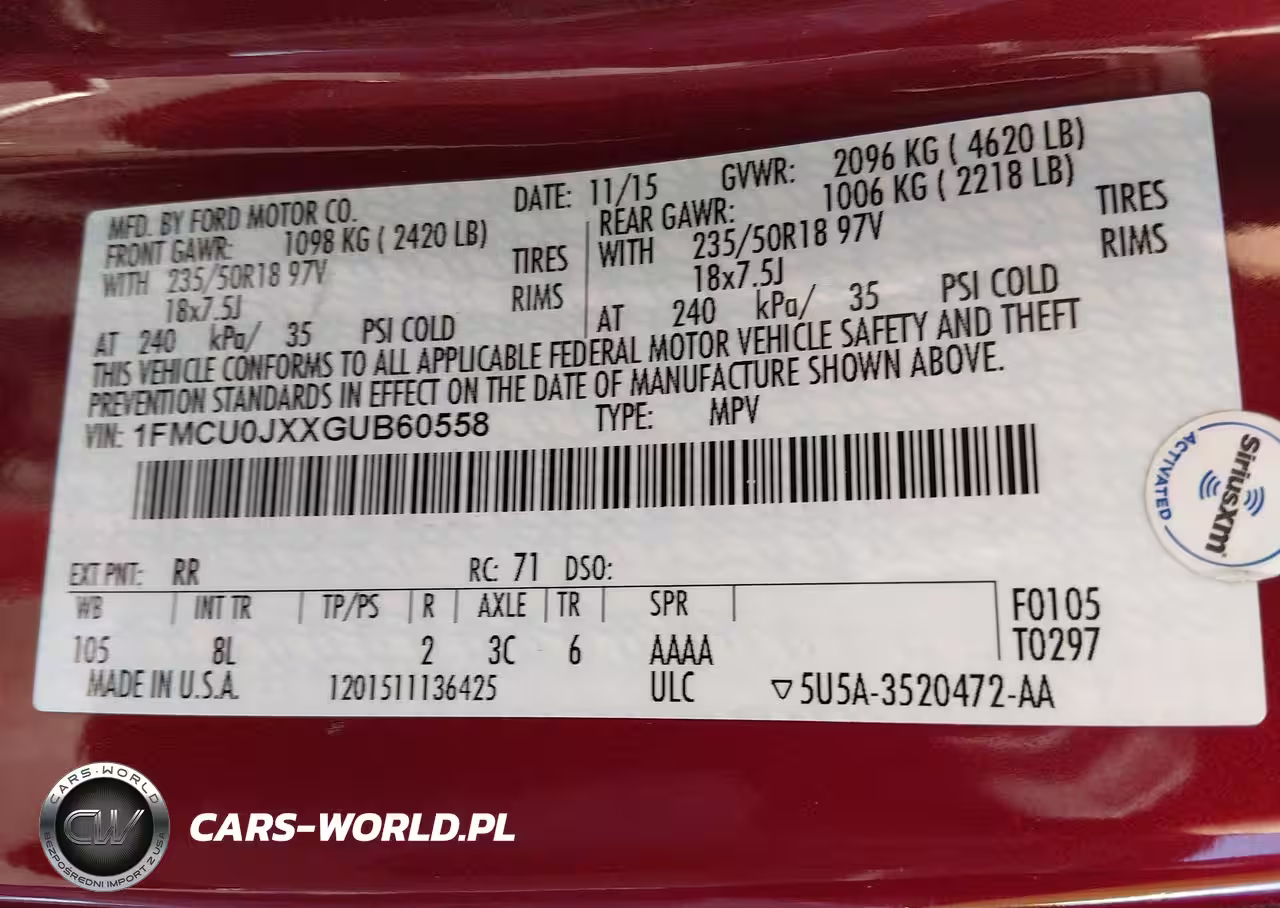 MFD. BY FORD MOTOR CO. DATE: 11/15 GVWR: 2096 KG ( 4620 LB)
FRONT GAWR: 1098 KG ( 2420 LB) REAR GAWR: 1006 KG ( 2218 LB)
WITH 235/50R18 97V TIRES WITH 235/50R18 97V TIRES
18x7.5J RIMS 18x7.5J RIMS
AT 240 kPa/ 35 PSI COLD AT 240 kPa/ 35 PSI COLD
THIS VEHICLE CONFORMS TO ALL APPLICABLE FEDERAL MOTOR VEHICLE SAFETY AND THEFT
PREVENTION STANDARDS IN EFFECT ON THE DATE OF MANUFACTURE SHOWN ABOVE.
VIN: 1FMCU0JXXGUB60558 TYPE: MPV
ACTIVATED
SiriusXm
EXT PNT: RR RC: 71 DSO:
WB INT TR TP/PS R AXLE TR SPR F0105
105 8L 2 3C 6 AAAA T0297
MADE IN U.S.A. 1201511136425 ULC ▽5U5A-3520472-AA
CARS-WORLD
CW
BEZPOŚREDNI IMPORT Z USA
CARS-WORLD.PL